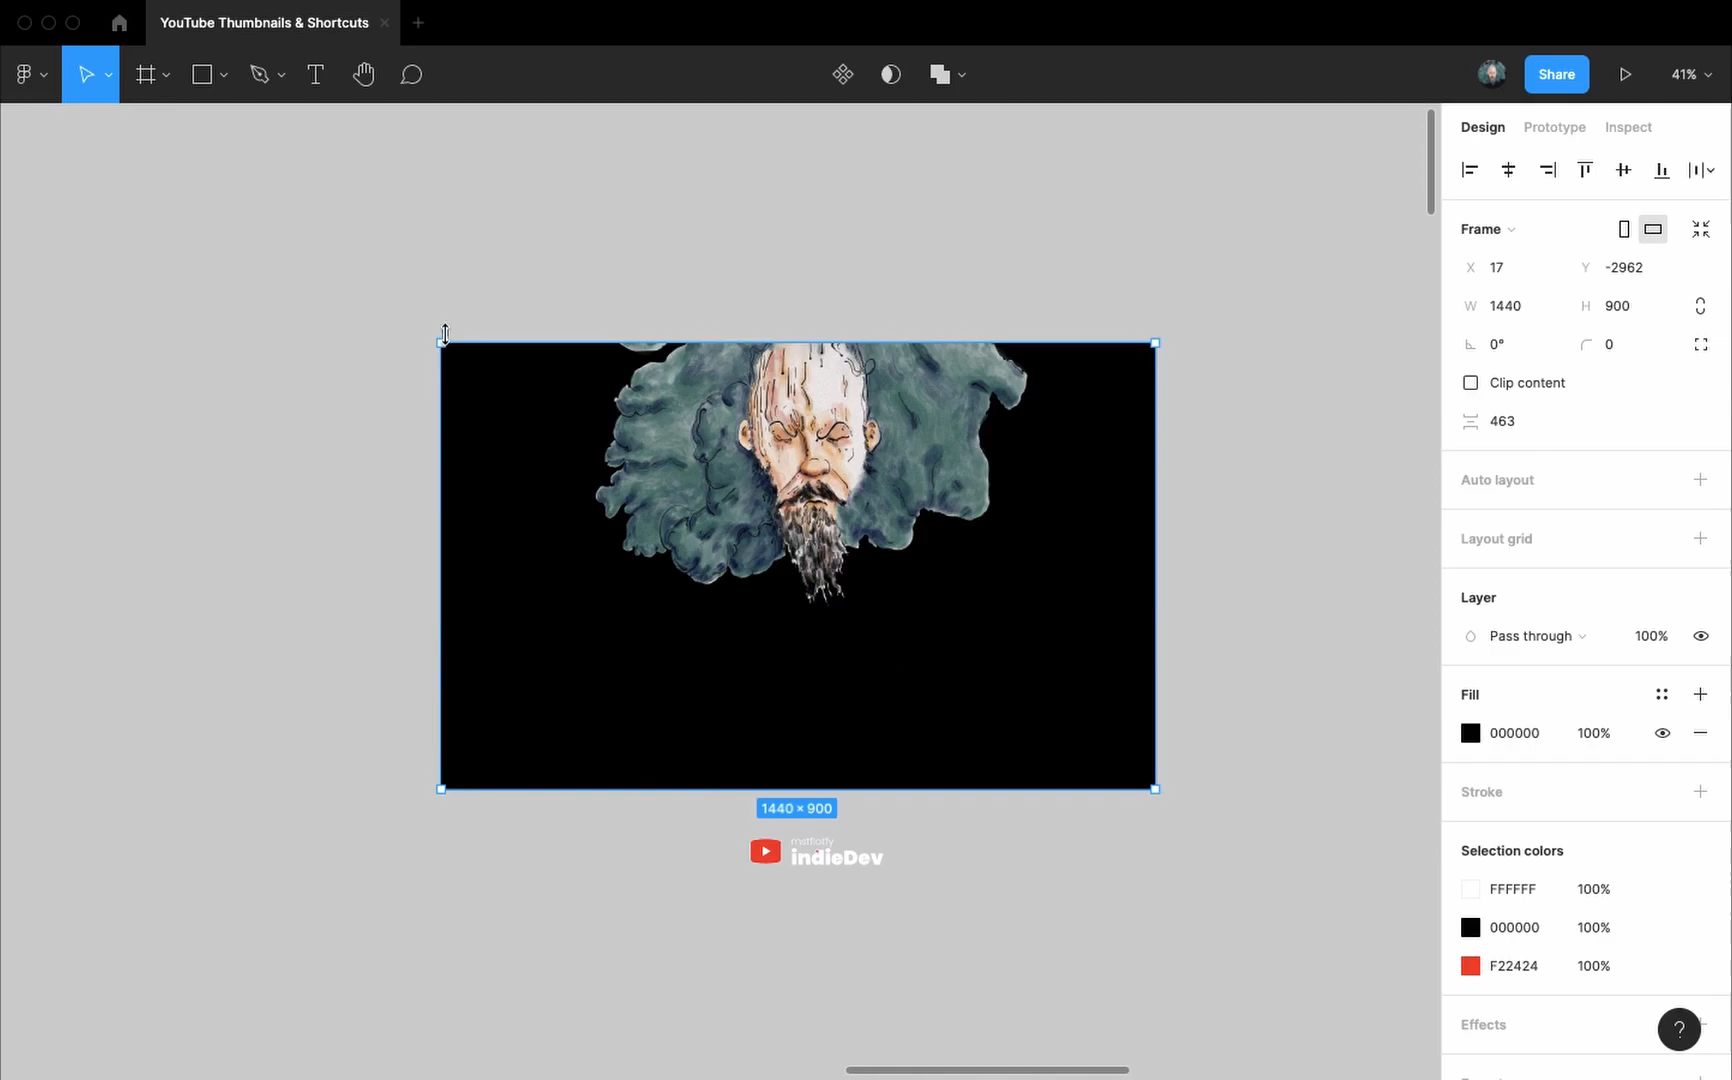 YouTube Thumbnails & Shortcuts
Share
41%
Design Prototype Inspect
Frame
X 17 Y -2962
W 1440 H 900
0° 0
Clip content
463
Auto layout
Layout grid
Layer
Pass through 100%
Fill
000000 100%
Stroke
1440 × 900
mstfloffy
indieDev
Selection colors
FFFFFF 100%
000000 100%
F22424 100%
Effects
?